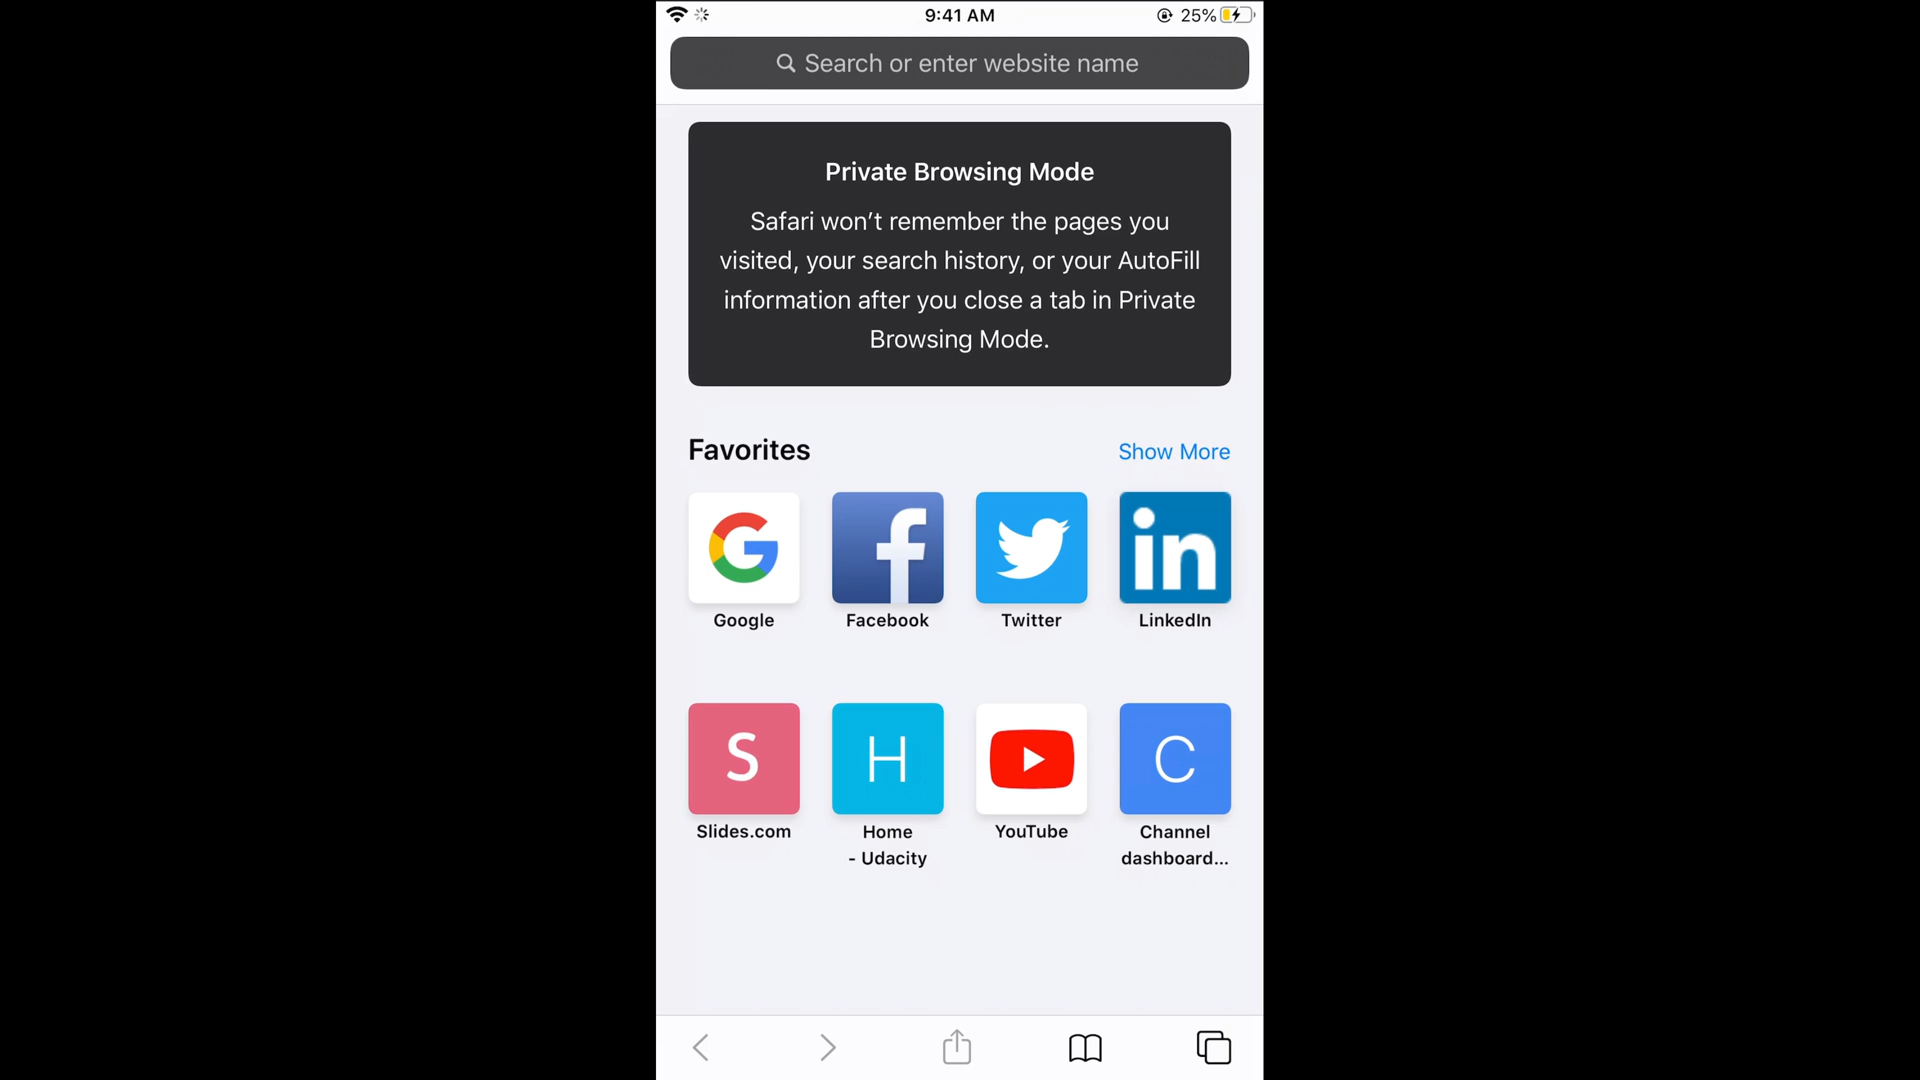 9:41 AM
25%
Search or enter website name
Private Browsing Mode
Safari won’t remember the pages you
visited, your search history, or your AutoFill
information after you close a tab in Private
Browsing Mode.
Favorites
Show More
G
f
in
Google
Facebook
Twitter
LinkedIn
S
H
C
Slides.com
Home
- Udacity
YouTube
Channel
dashboard...